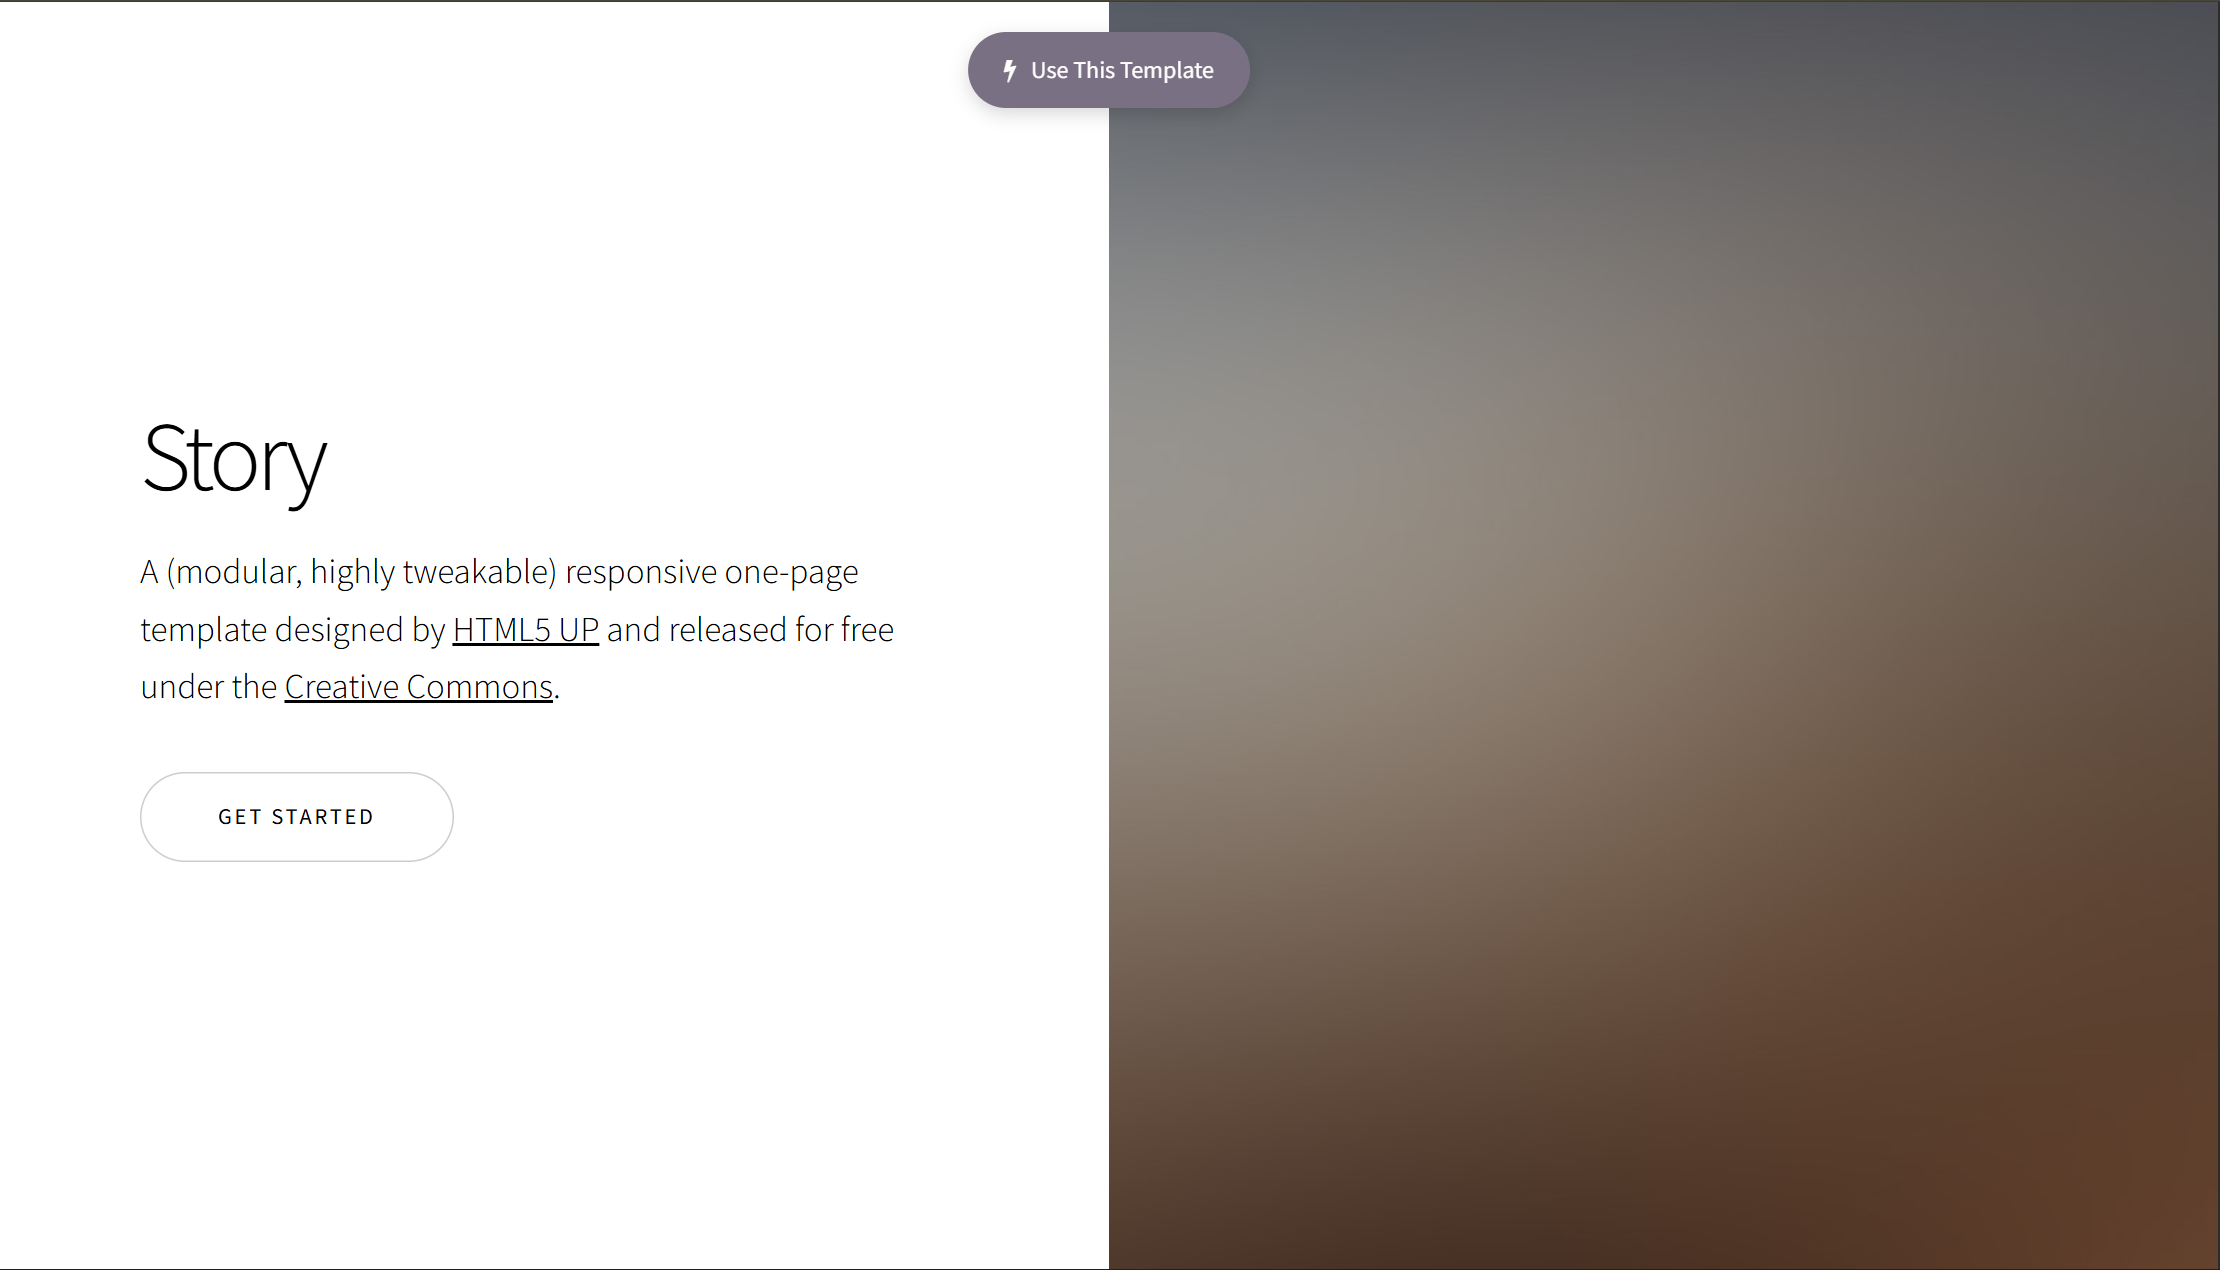 Use This Template
Story
A (modular, highly tweakable) responsive one-page
template designed by HTML5 UP and released for free
under the Creative Commons.
GET STARTED